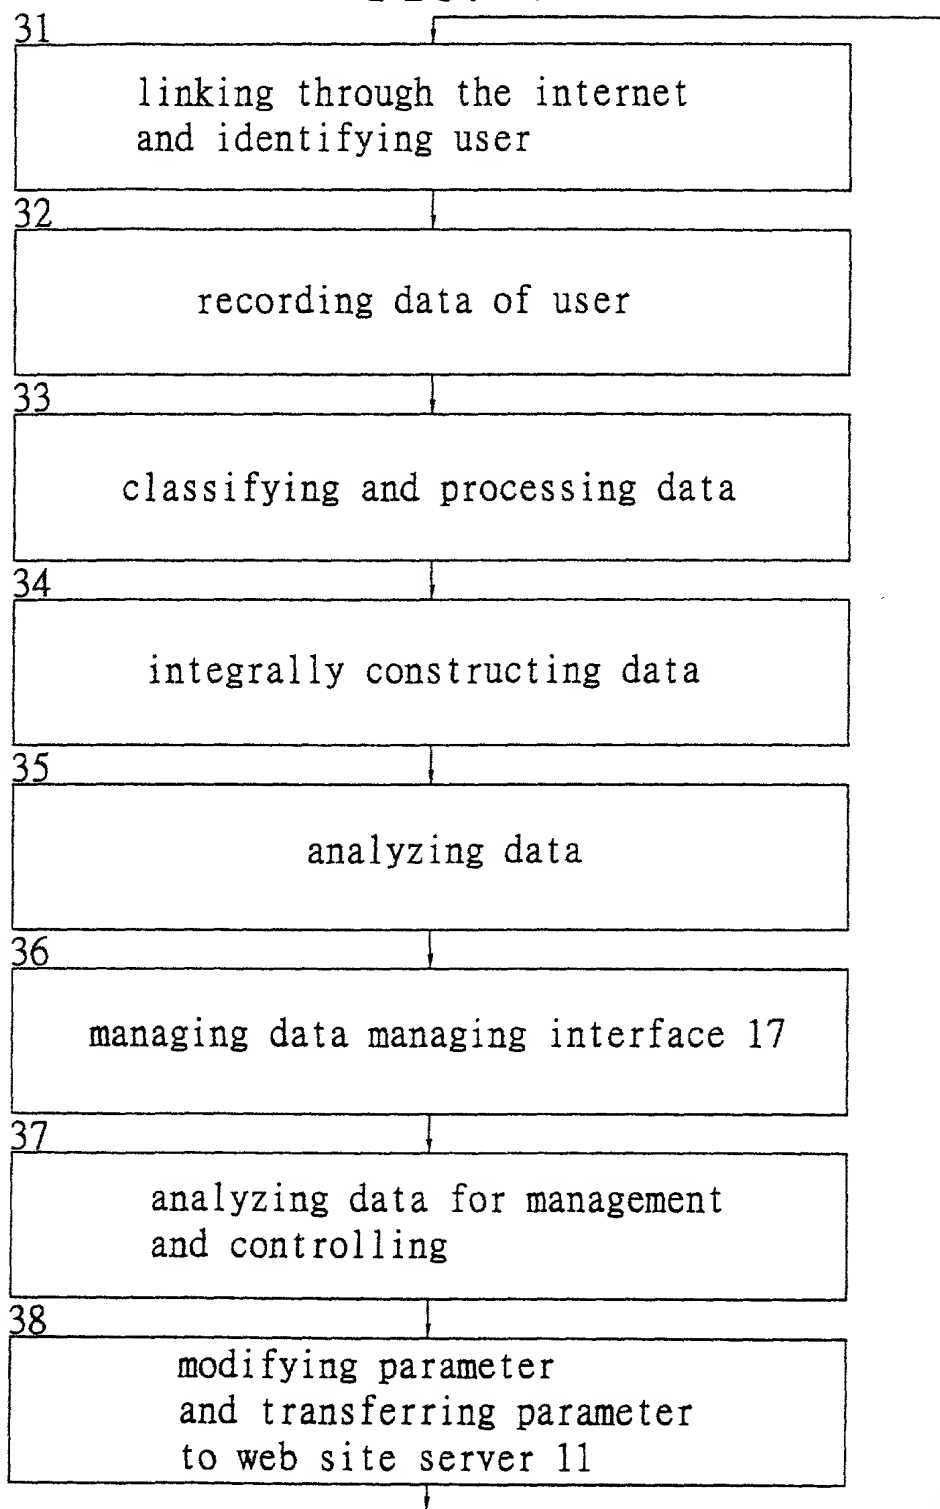 31
linking through the internet
and identifying user
32
recording data of user
33
classifying and processing data
34
integrally constructing data
35
analyzing data
36
managing data managing interface 17
37
analyzing data for management
and controlling
38
modifying parameter
and transferring parameter
to web site server 11